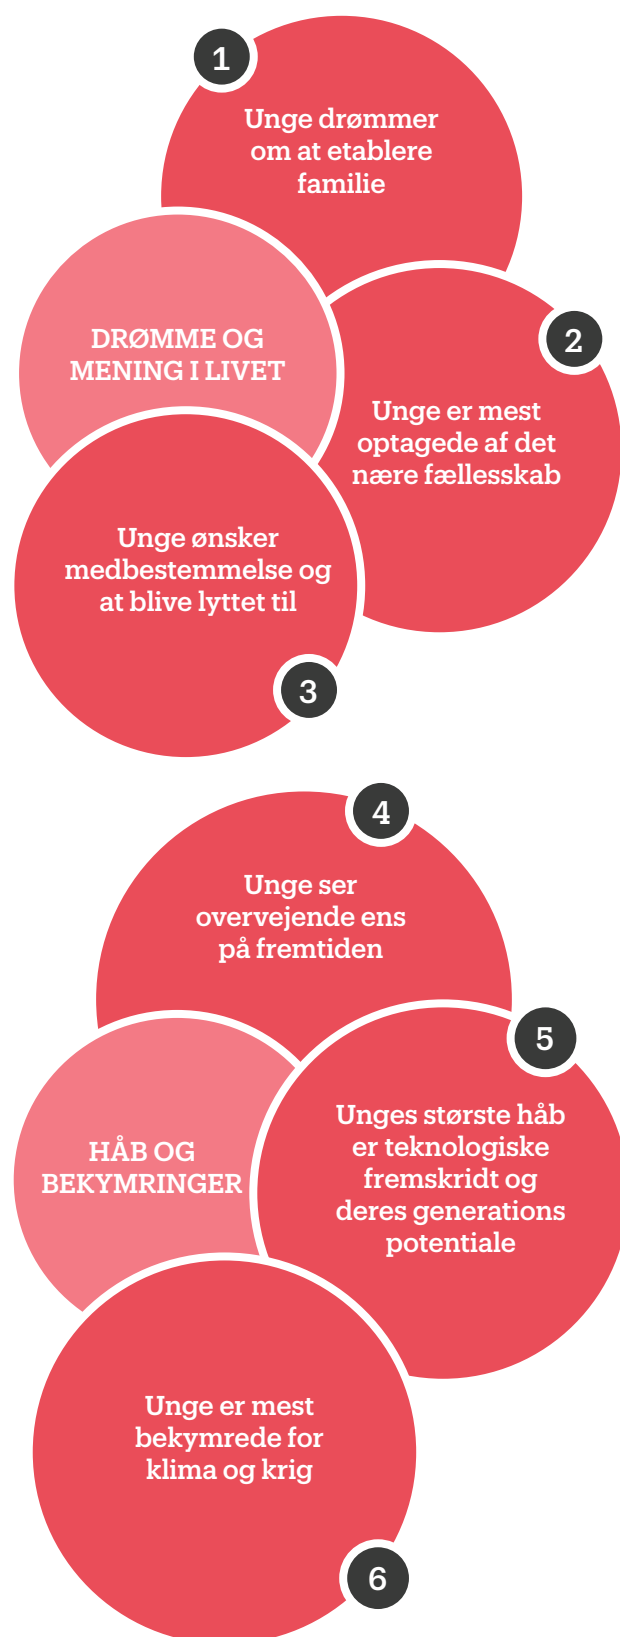 1
Unge drømmer
om at etablere
familie
DRØMME OG
MENING I LIVET
2
Unge er mest
optagede af det
nære fællesskab
Unge ønsker
medbestemmelse og
at blive lyttet til
3
4
Unge ser
overvejende ens
på fremtiden
5
Unges største håb
er teknologiske
fremskridt og
deres generations
potentiale
HÅB OG
BEKYMRINGER
Unge er mest
bekymrede for
klima og krig
6